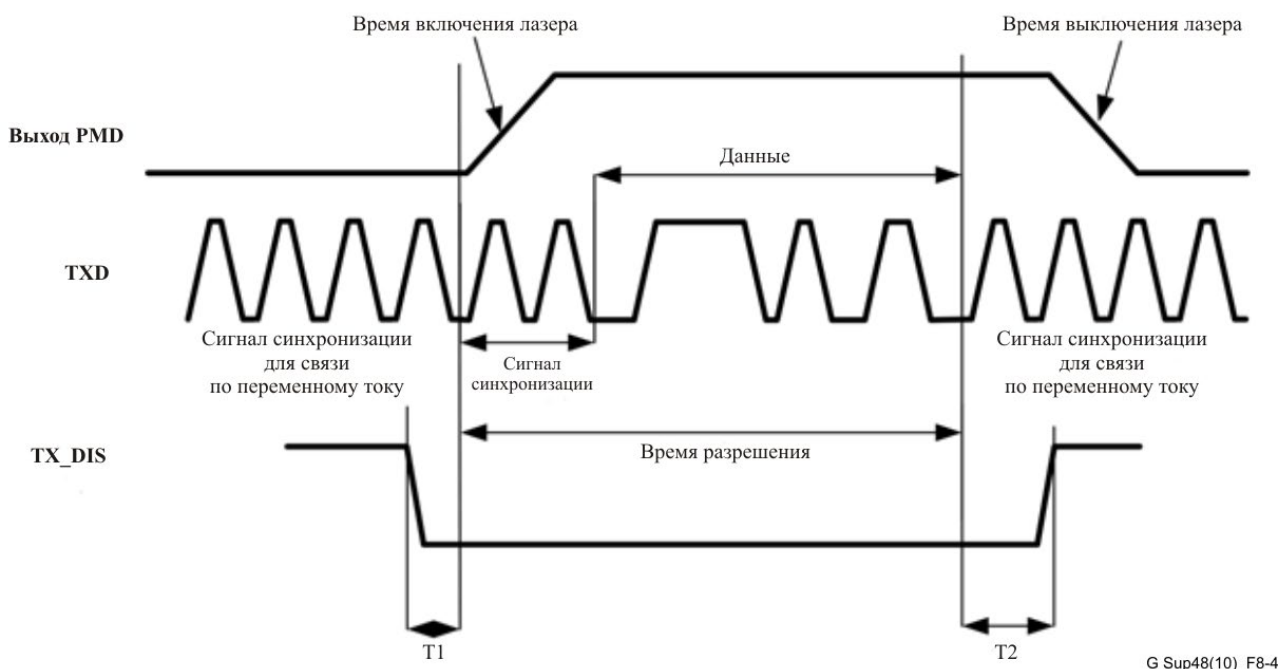 Время включения лазера
Время выключения лазера
Выход PMD
Данные
TXD
Сигнал синхронизации
для связи
по переменному току
Сигнал
синхронизации
Сигнал синхронизации
для связи
по переменному току
TX_DIS
Время разрешения
T1
T2
G Sup48(10)_F8-4